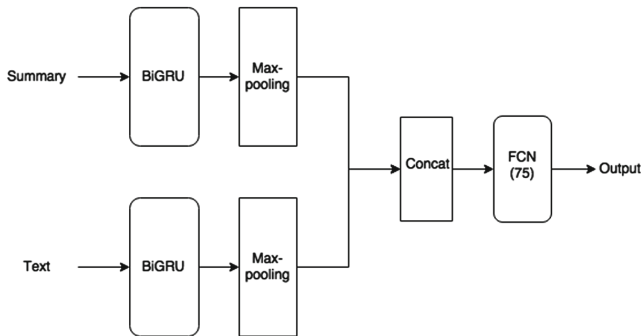 Summary
BiGRU
Max-
pooling
Concat
FCN
(75)
Output
Text
BiGRU
Max-
pooling